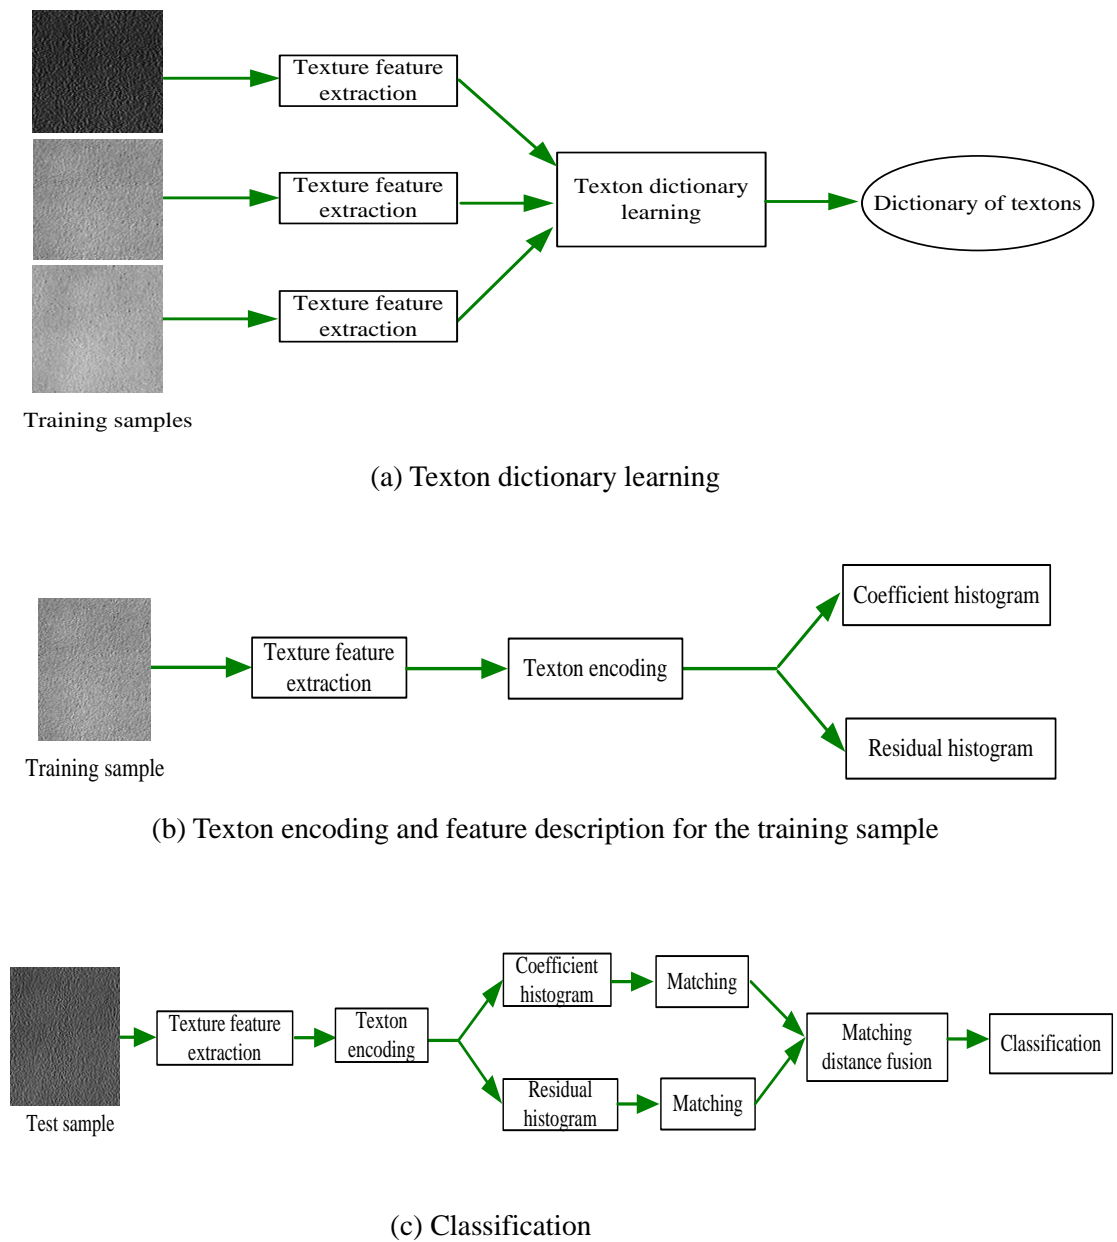 Texture feature
extraction
Texture feature
extraction
Texture feature
extraction
Texton dictionary
learning
Dictionary of textons
Training samples
(a) Texton dictionary learning
Training sample
Texture feature
extraction
Texton encoding
Coefficient histogram
Residual histogram
(b) Texton encoding and feature description for the training sample
Test sample
Texture feature
extraction
Texton
encoding
Coefficient
histogram
Matching
Residual
histogram
Matching
Matching
distance fusion
Classification
(c) Classification